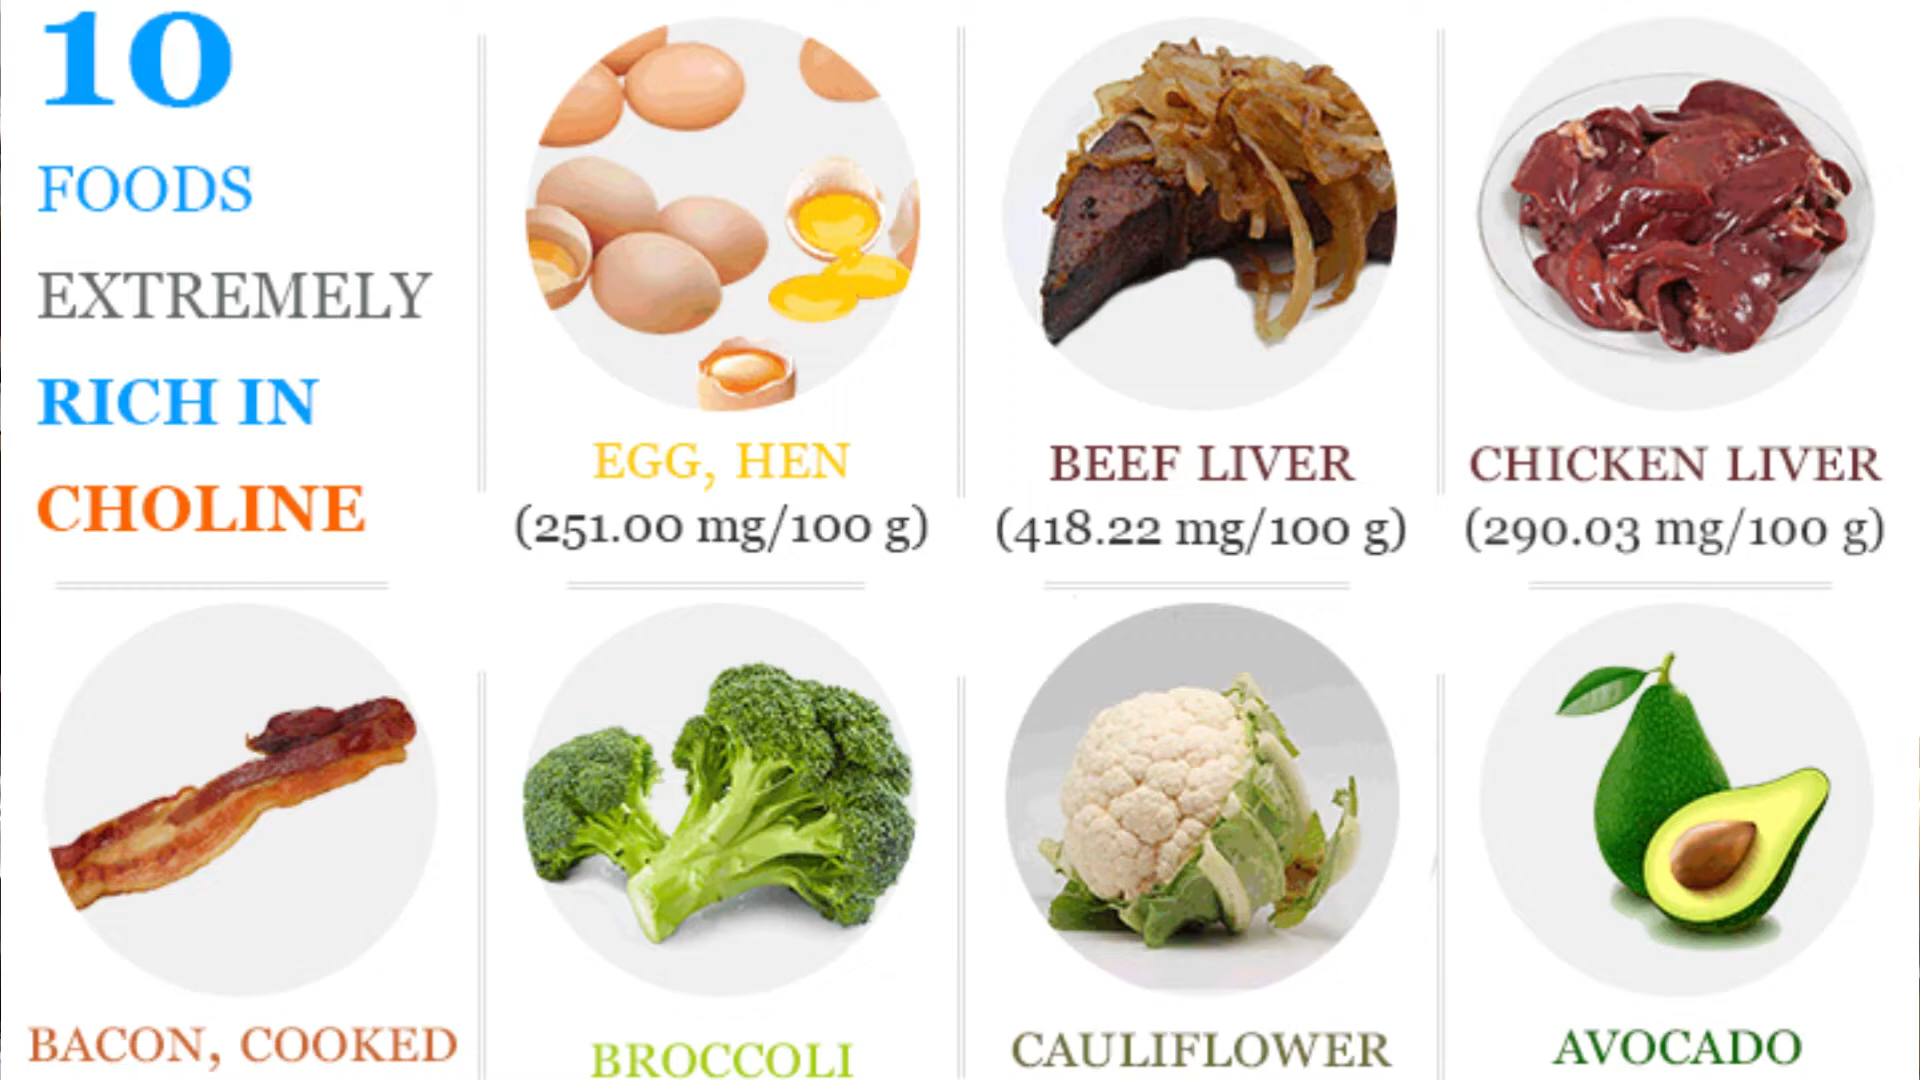 10
FOODS
EXTREMELY
RICH IN
CHOLINE
EGG, HEN
(251.00 mg/100 g)
BEEF LIVER
(418.22 mg/100 g)
CHICKEN LIVER
(290.03 mg/100 g)
BACON, COOKED
BROCCOLI
CAULIFLOWER
AVOCADO